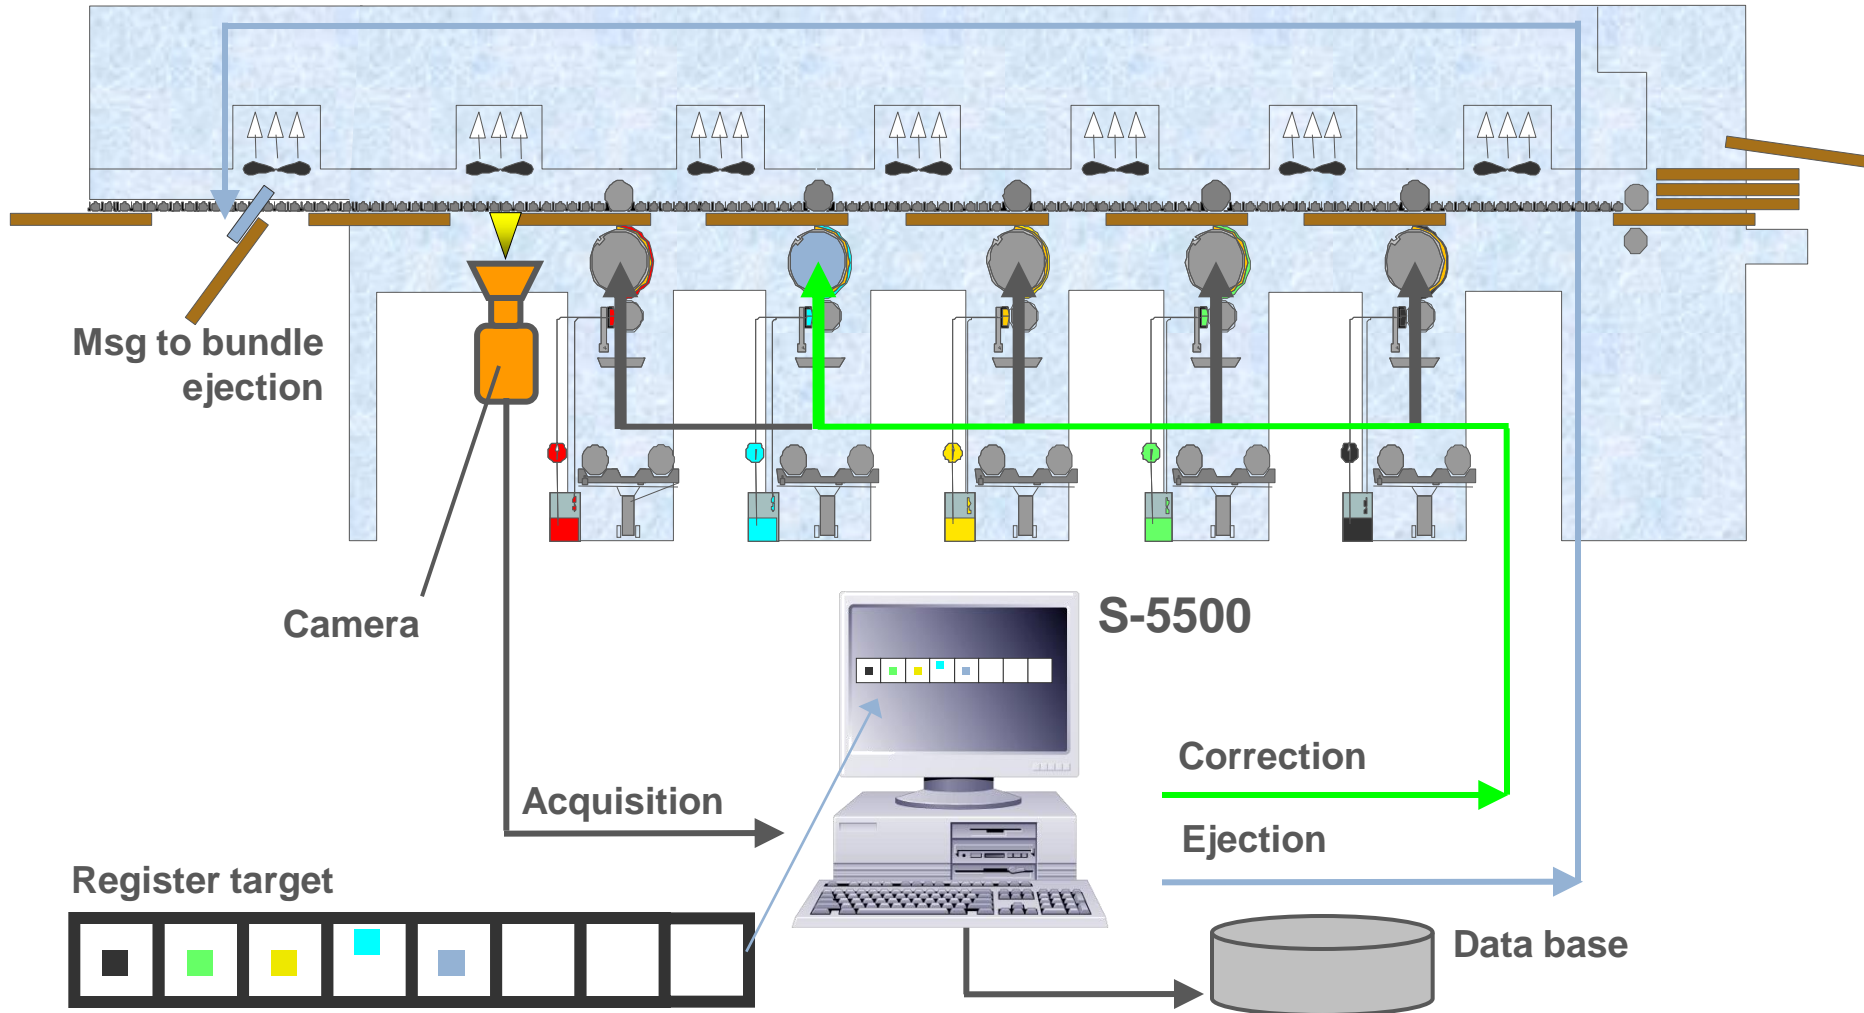 Msg to bundle
ejection
Camera
S-5500
Acquisition
Correction
Ejection
Register target
Data base